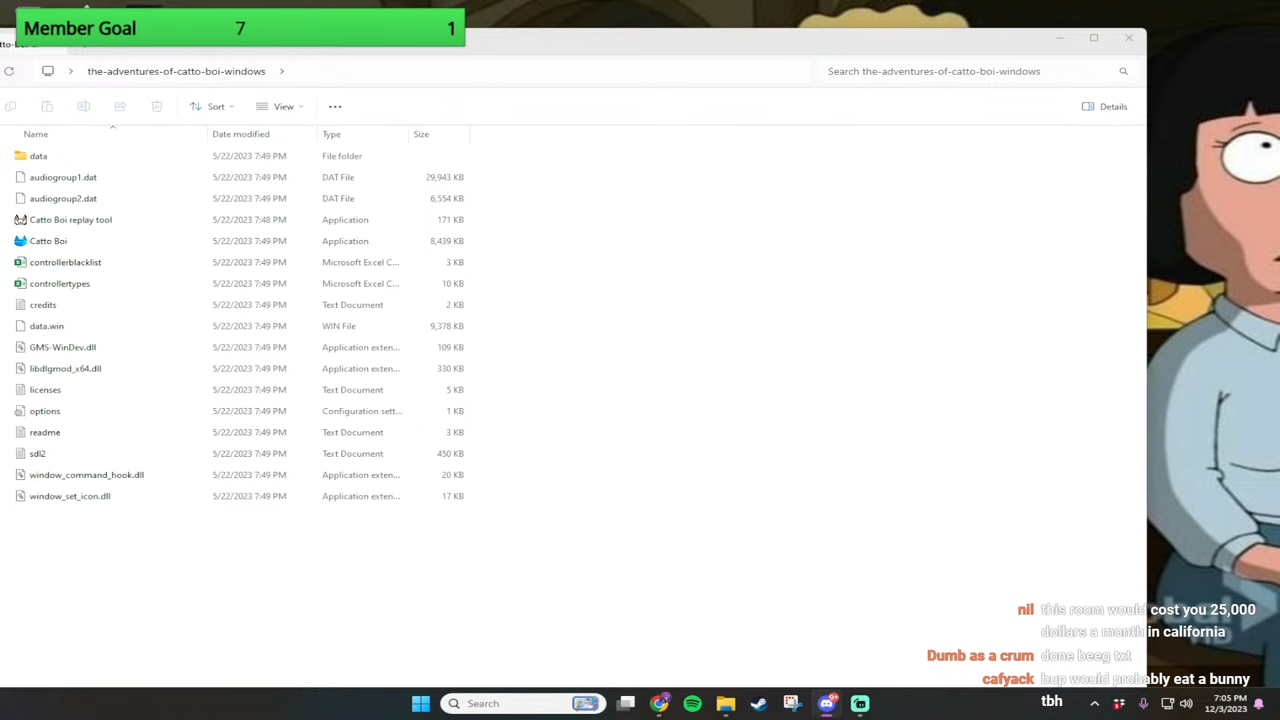 Member Goal 7 1
the-adventures-of-catto-boi-windows
Search the-adventures-of-catto-boi-windows
Sort View Details
Name Date modified Type Size
data 5/22/2023 7:49 PM File folder
audiogroup1.dat 5/22/2023 7:49 PM DAT File 29,943 KB
audiogroup2.dat 5/22/2023 7:49 PM DAT File 6,554 KB
Catto Boi replay tool 5/22/2023 7:48 PM Application 171 KB
Catto Boi 5/22/2023 7:49 PM Application 8,439 KB
controllerblacklist 5/22/2023 7:49 PM Microsoft Excel C... 3 KB
controllertypes 5/22/2023 7:49 PM Microsoft Excel C... 10 KB
credits 5/22/2023 7:49 PM Text Document 2 KB
data.win 5/22/2023 7:49 PM WIN File 9,378 KB
GMS-WinDev.dll 5/22/2023 7:49 PM Application exten... 109 KB
libdlgmod_x64.dll 5/22/2023 7:49 PM Application exten... 330 KB
licenses 5/22/2023 7:49 PM Text Document 5 KB
options 5/22/2023 7:49 PM Configuration sett... 1 KB
readme 5/22/2023 7:49 PM Text Document 3 KB
sdl2 5/22/2023 7:49 PM Text Document 450 KB
window_command_hook.dll 5/22/2023 7:49 PM Application exten... 20 KB
window_set_icon.dll 5/22/2023 7:49 PM Application exten... 17 KB
nil this room would cost you 25,000
dollars a month in california
Dumb as a crum done beeg txt
cafyack bup would probably eat a bunny
tbh
Search
7:05 PM
12/3/2023